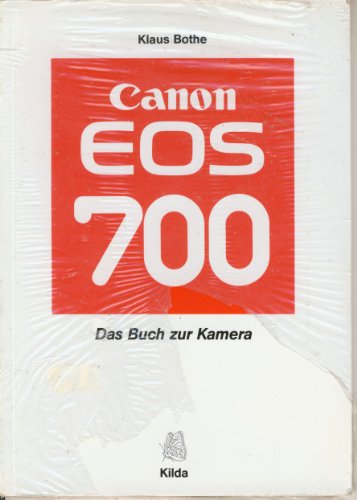 Klaus Bothe
Canon
EOS
700
Das Buch zur Kamera
Kilda